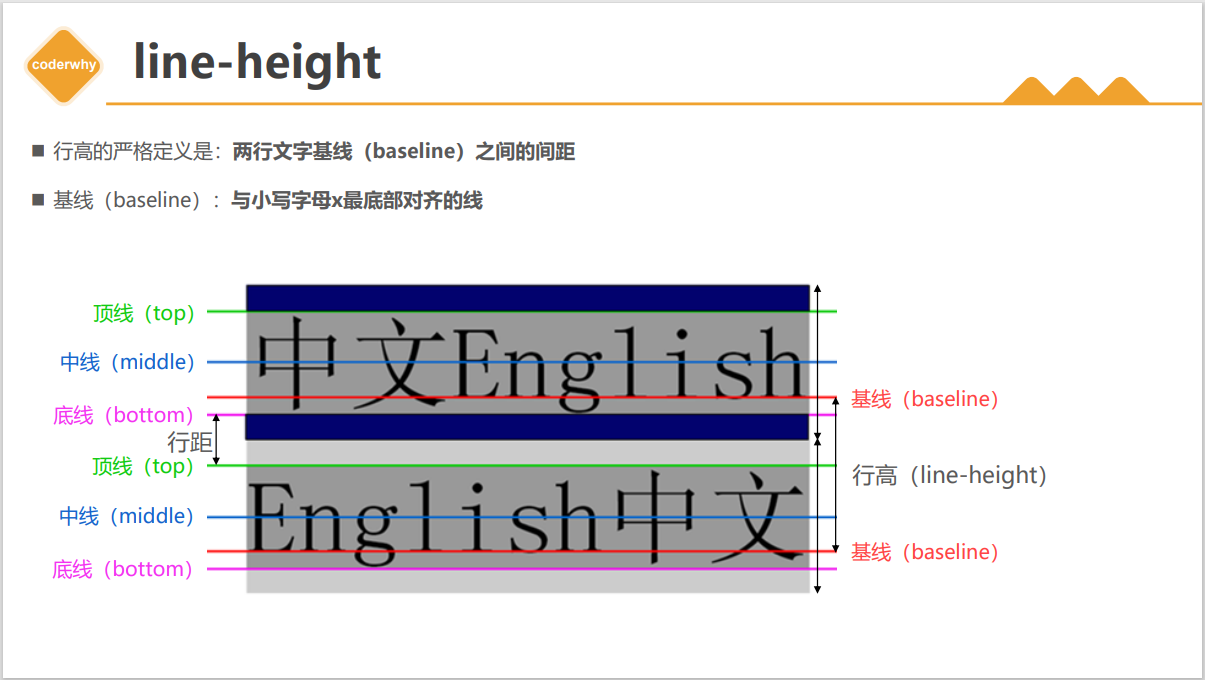 coderwhy
line-height
行高的严格定义是：两行文字基线（baseline）之间的间距
基线（baseline）：与小写字母x最底部对齐的线
顶线（top）
中文English
中线（middle）
基线（baseline）
底线（bottom）
行距
顶线（top）
行高（line-height）
English中文
中线（middle）
基线（baseline）
底线（bottom）